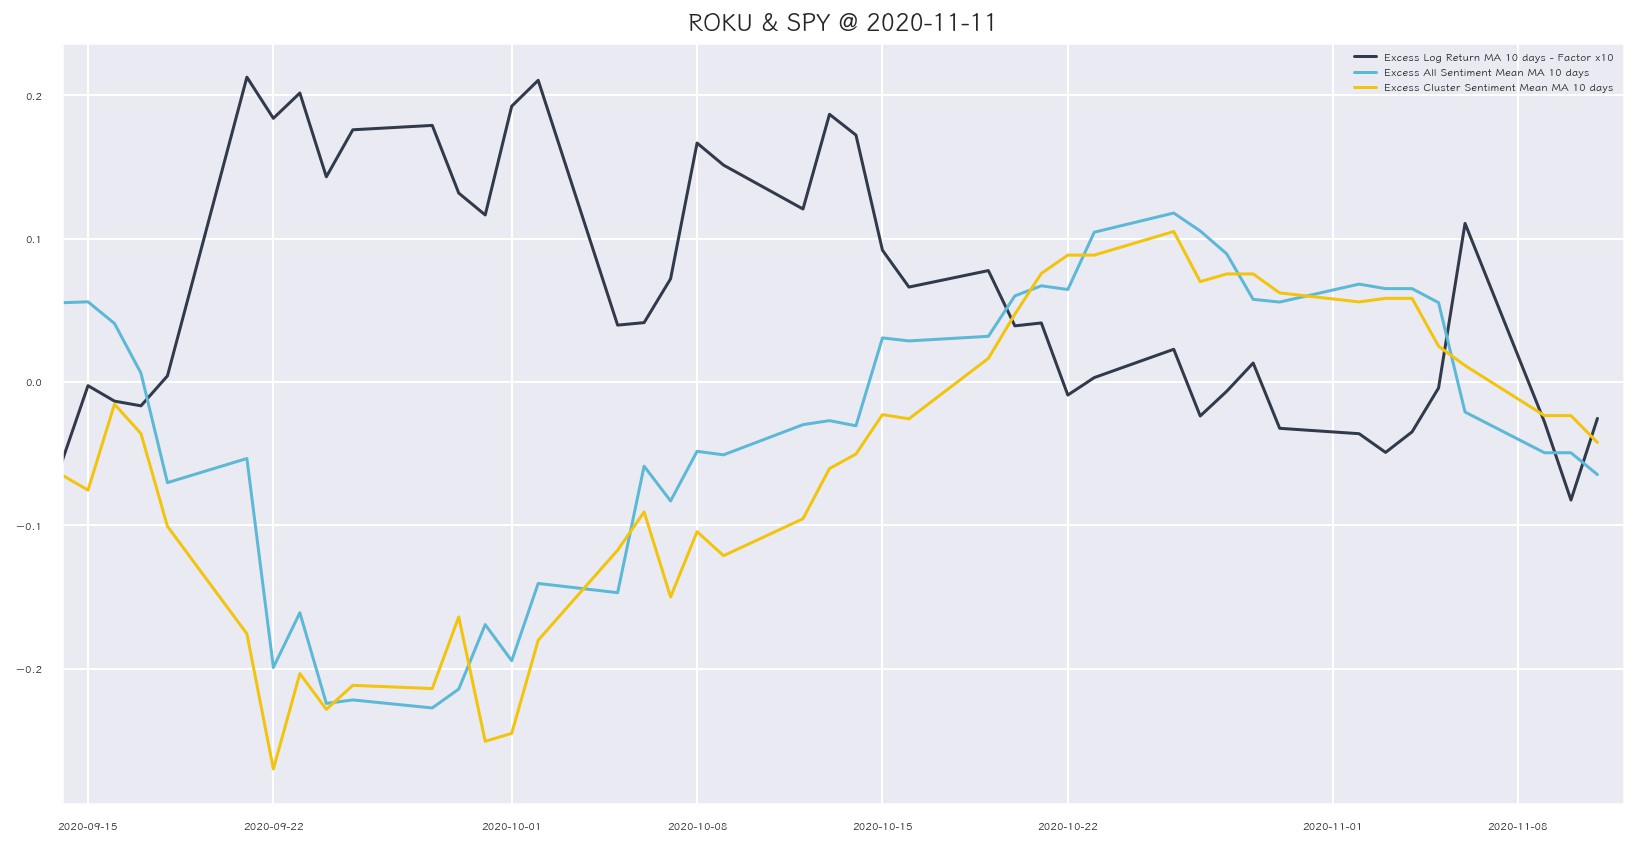 ROKU & SPY @ 2020-11-11
Excess Log Return MA 10 days - Factor x10
Excess All Sentiment Mean MA 10 days
Excess Cluster Sentiment Mean MA 10 days
0.2
0.1
0.0
−0.1
−0.2
2020-09-15 2020-09-22 2020-10-01 2020-10-08 2020-10-15 2020-10-22 2020-11-01 2020-11-08